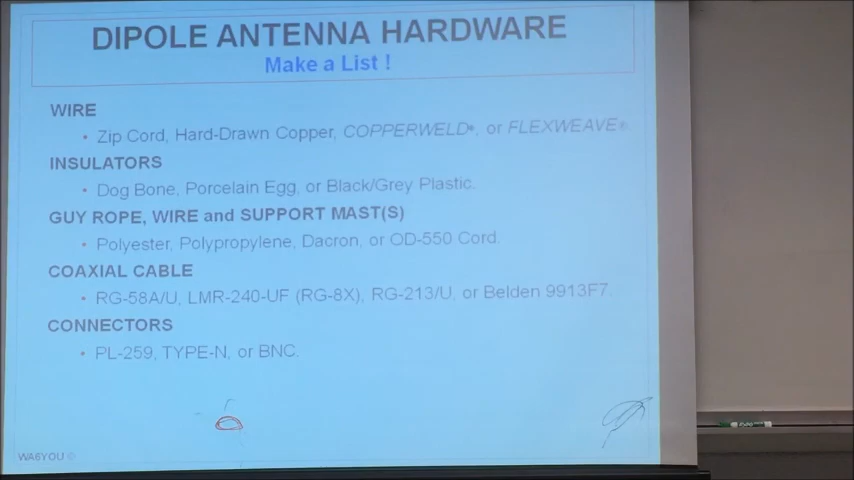 DIPOLE ANTENNA HARDWARE
Make a List !
WIRE
• Zip Cord, Hard-Drawn Copper, COPPERWELD®, or FLEXWEAVE®.
INSULATORS
• Dog Bone, Porcelain Egg, or Black/Grey Plastic.
GUY ROPE, WIRE and SUPPORT MAST(S)
• Polyester, Polypropylene, Dacron, or OD-550 Cord.
COAXIAL CABLE
• RG-58A/U, LMR-240-UF (RG-8X), RG-213/U, or Belden 9913F7.
CONNECTORS
• PL-259, TYPE-N, or BNC.
WA6YOU ©